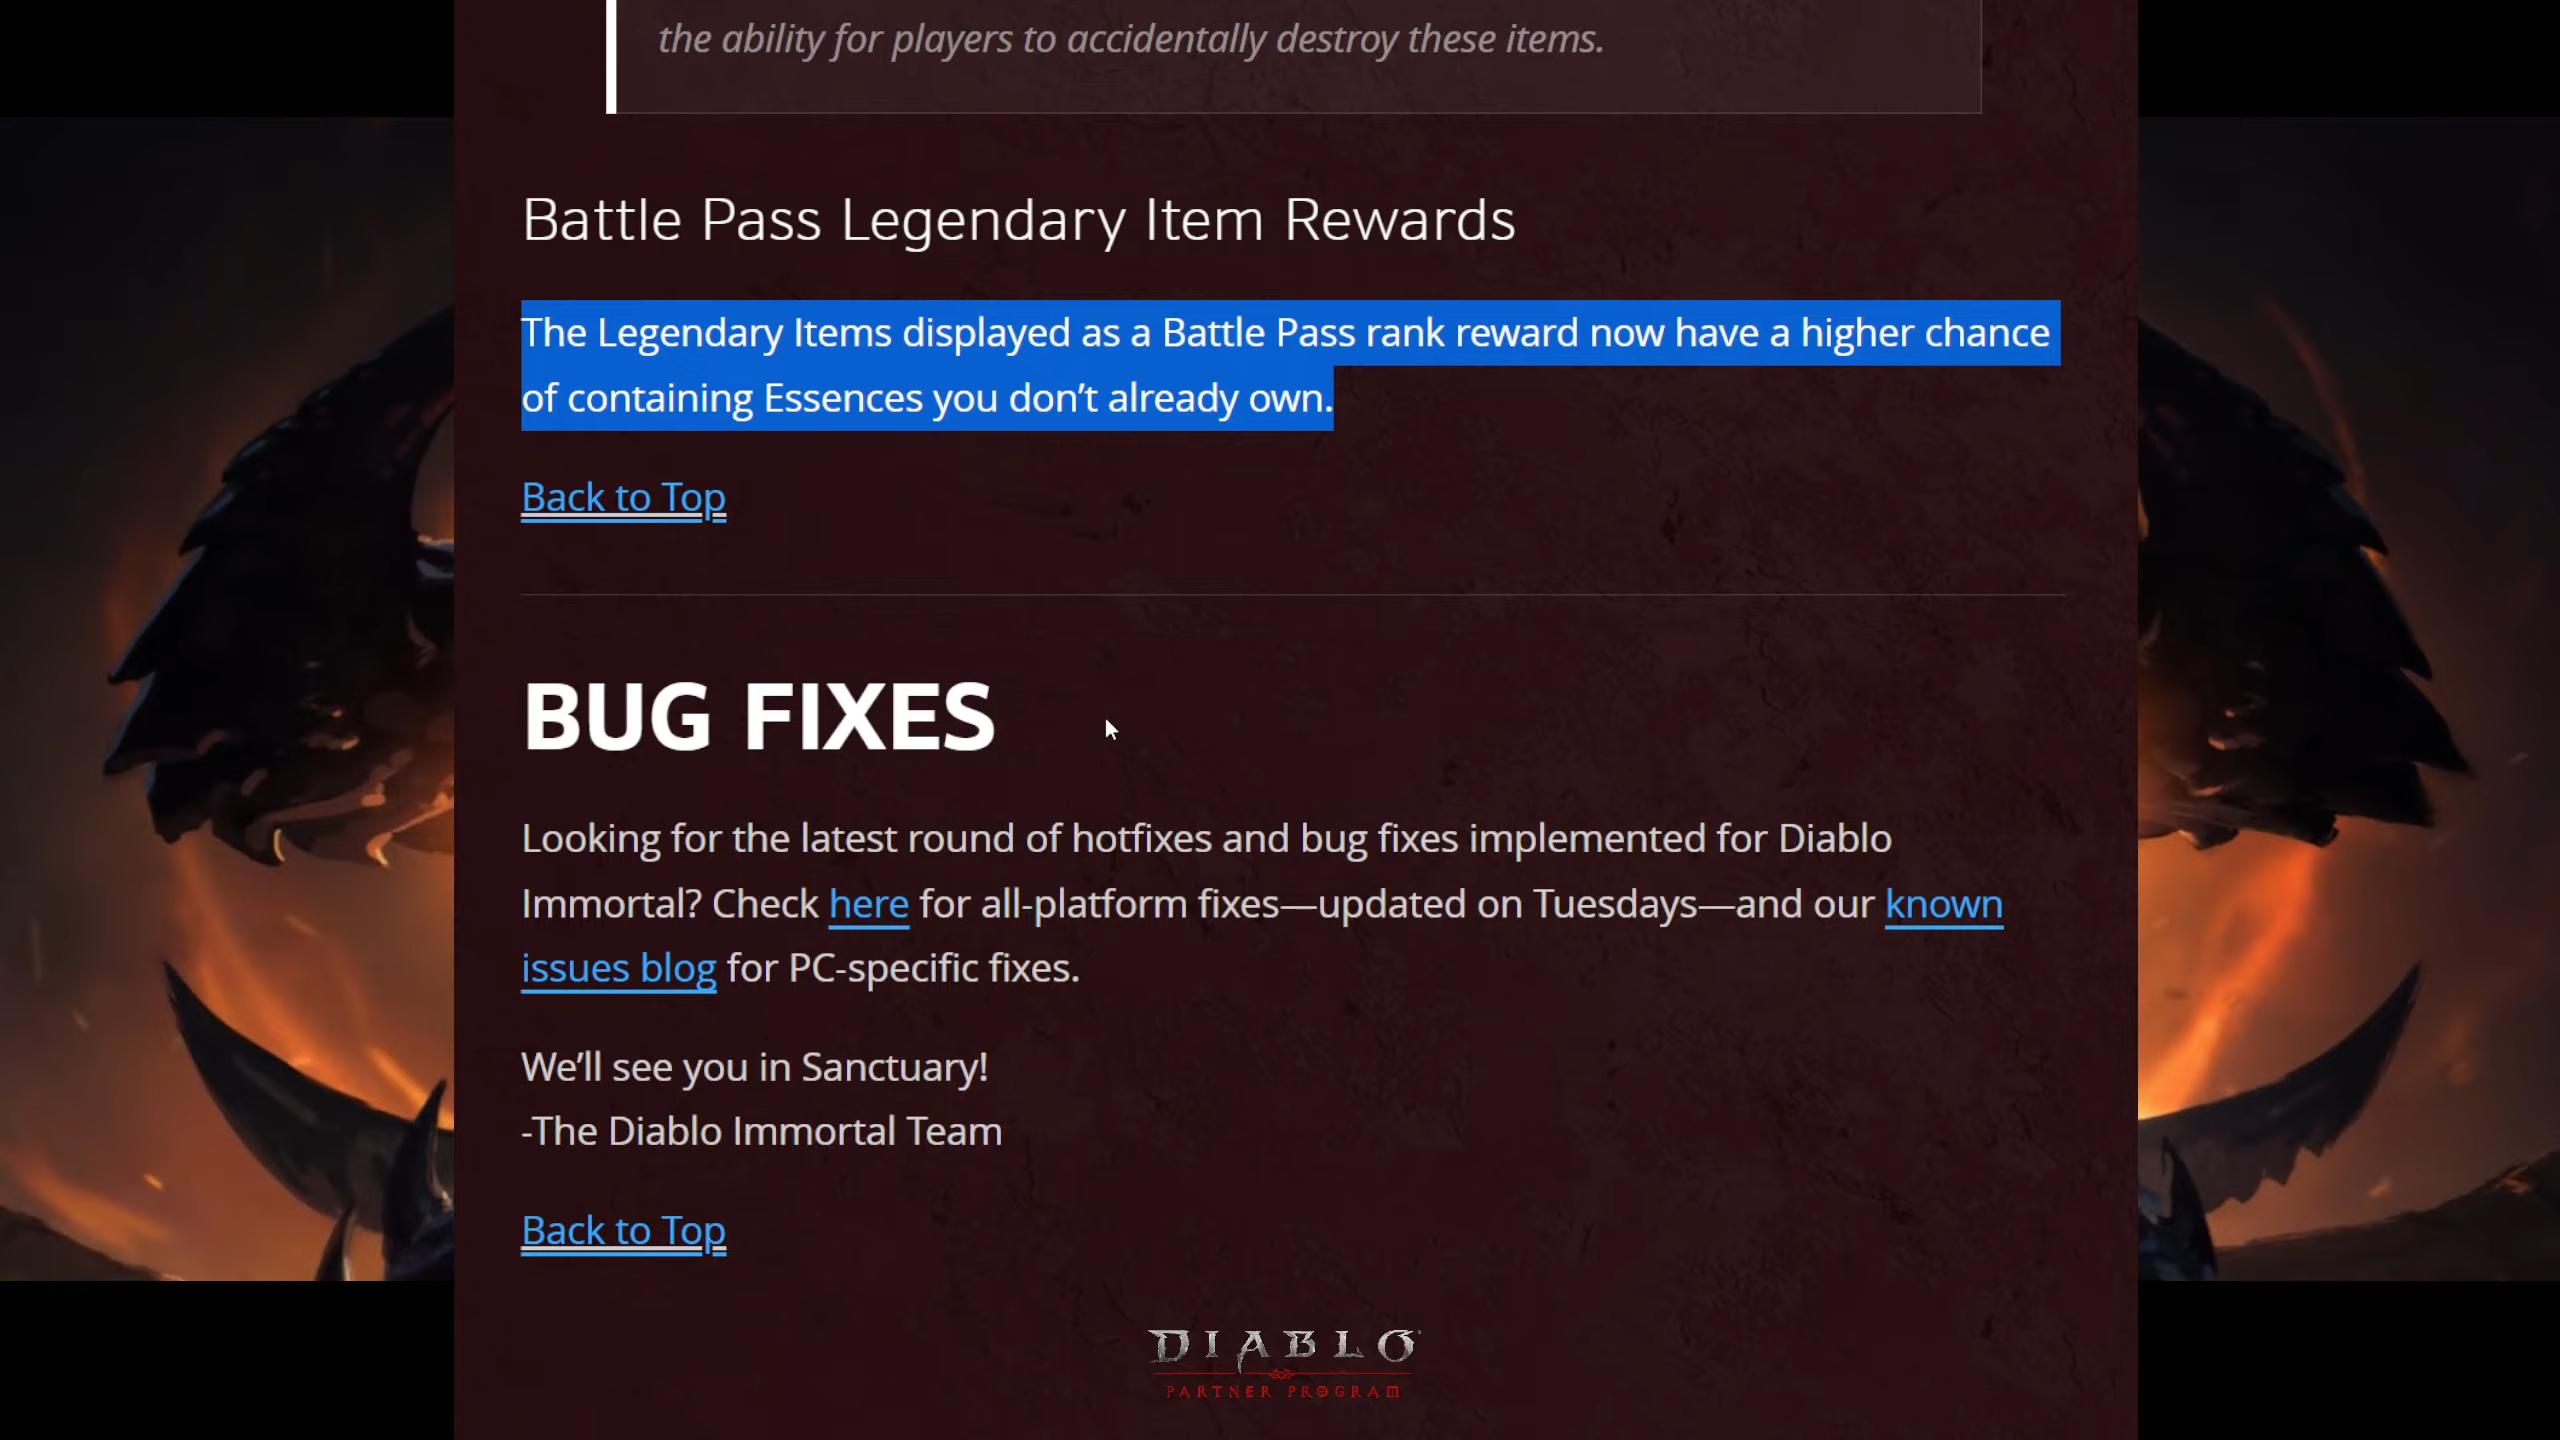 the ability for players to accidentally destroy these items.
Battle Pass Legendary Item Rewards
The Legendary Items displayed as a Battle Pass rank reward now have a higher chance
of containing Essences you don’t already own.
Back to Top
BUG FIXES
Looking for the latest round of hotfixes and bug fixes implemented for Diablo
Immortal? Check here for all-platform fixes—updated on Tuesdays—and our known
issues blog for PC-specific fixes.
We’ll see you in Sanctuary!
-The Diablo Immortal Team
Back to Top
DIABLO
PARTNER PROGRAM